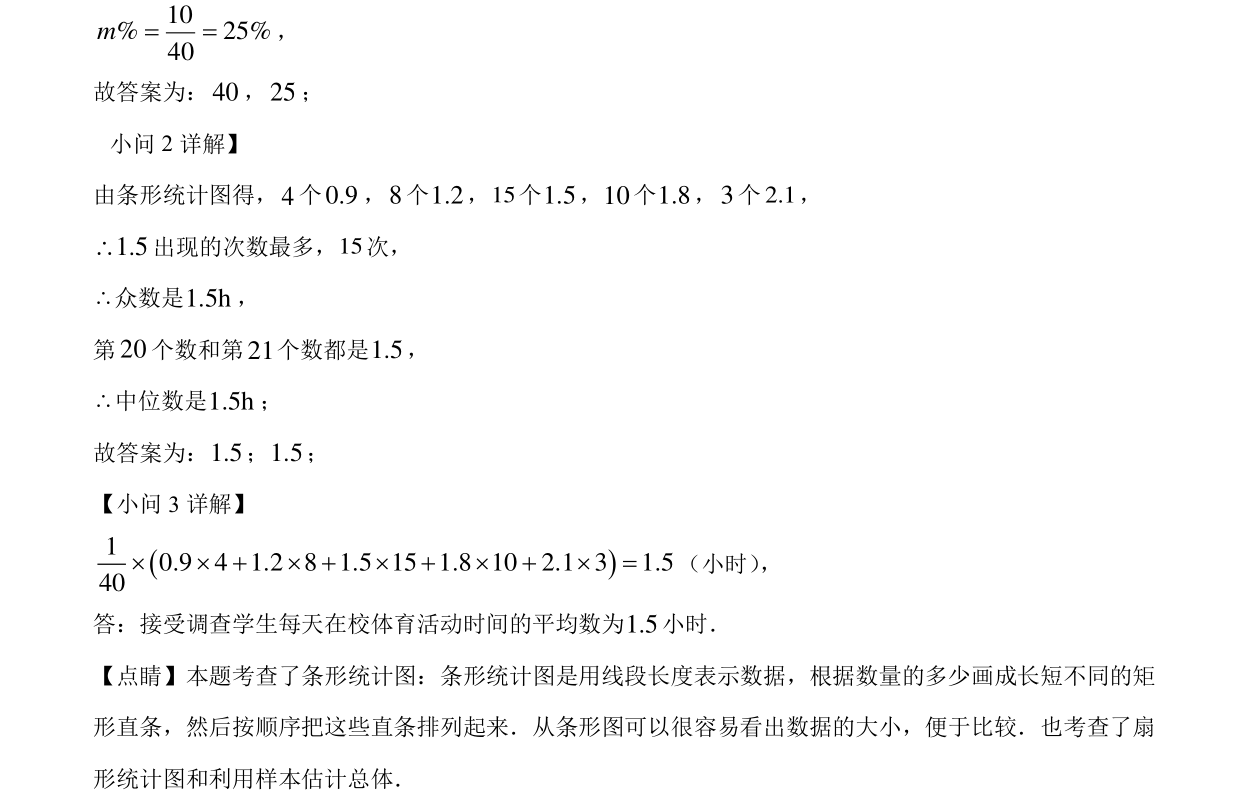 m% = 10/40 = 25%，
故答案为：40，25；
小问 2 详解】
由条形统计图得，4个0.9，8个1.2，15个1.5，10个1.8，3个2.1，
∴1.5出现的次数最多，15次，
∴众数是1.5h，
第20个数和第21个数都是1.5，
∴中位数是1.5h；
故答案为：1.5；1.5；
【小问 3 详解】
1/40×(0.9×4+1.2×8+1.5×15+1.8×10+2.1×3)=1.5（小时），
答：接受调查学生每天在校体育活动时间的平均数为1.5小时．
【点睛】本题考查了条形统计图：条形统计图是用线段长度表示数据，根据数量的多少画成长短不同的矩
形直条，然后按顺序把这些直条排列起来．从条形图可以很容易看出数据的大小，便于比较．也考查了扇
形统计图和利用样本估计总体．